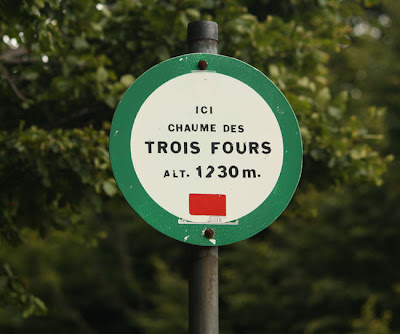 ICI
CHAUME DES
TROIS FOURS
ALT. 1230 m.